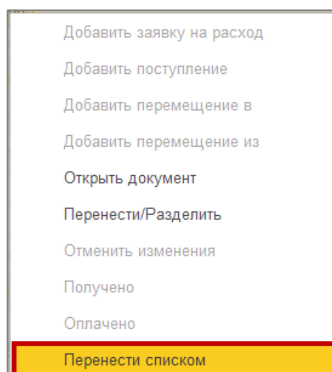 Добавить заявку на расход
Добавить поступление
Добавить перемещение в
Добавить перемещение из
Открыть документ
Перенести/Разделить
Отменить изменения
Получено
Оплачено
Перенести списком